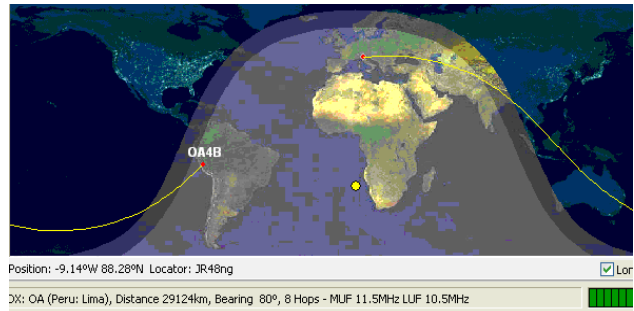 OA4B
Position: -9.14ºW 88.28ºN Locator: JR48ng
Lon
DX: OA (Peru: Lima), Distance 29124km, Bearing 80º, 8 Hops - MUF 11.5MHz LUF 10.5MHz